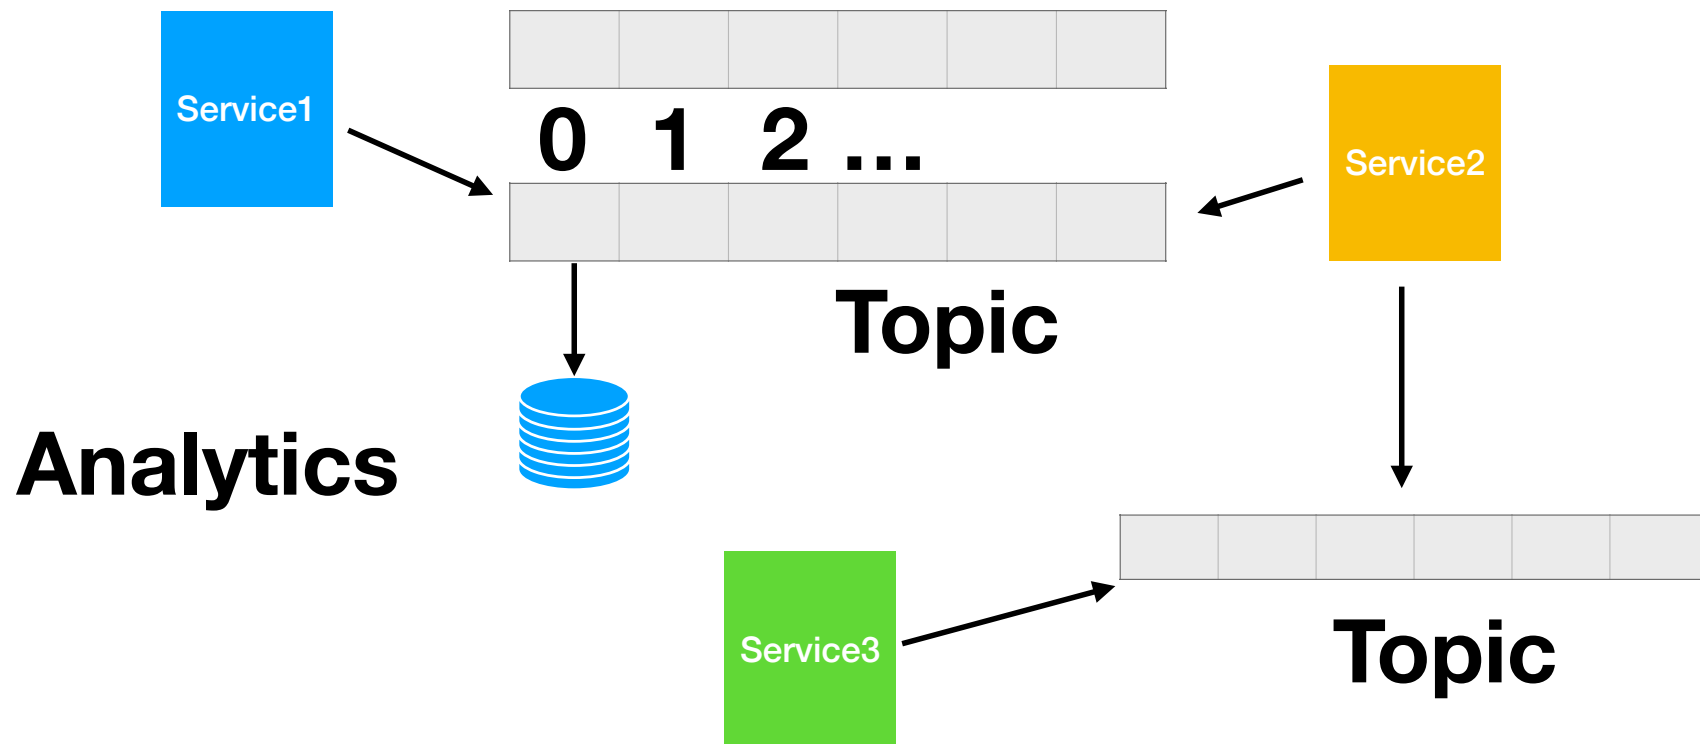 Service1
0 1 2 ...
Service2
Topic
Analytics
Service3
Topic